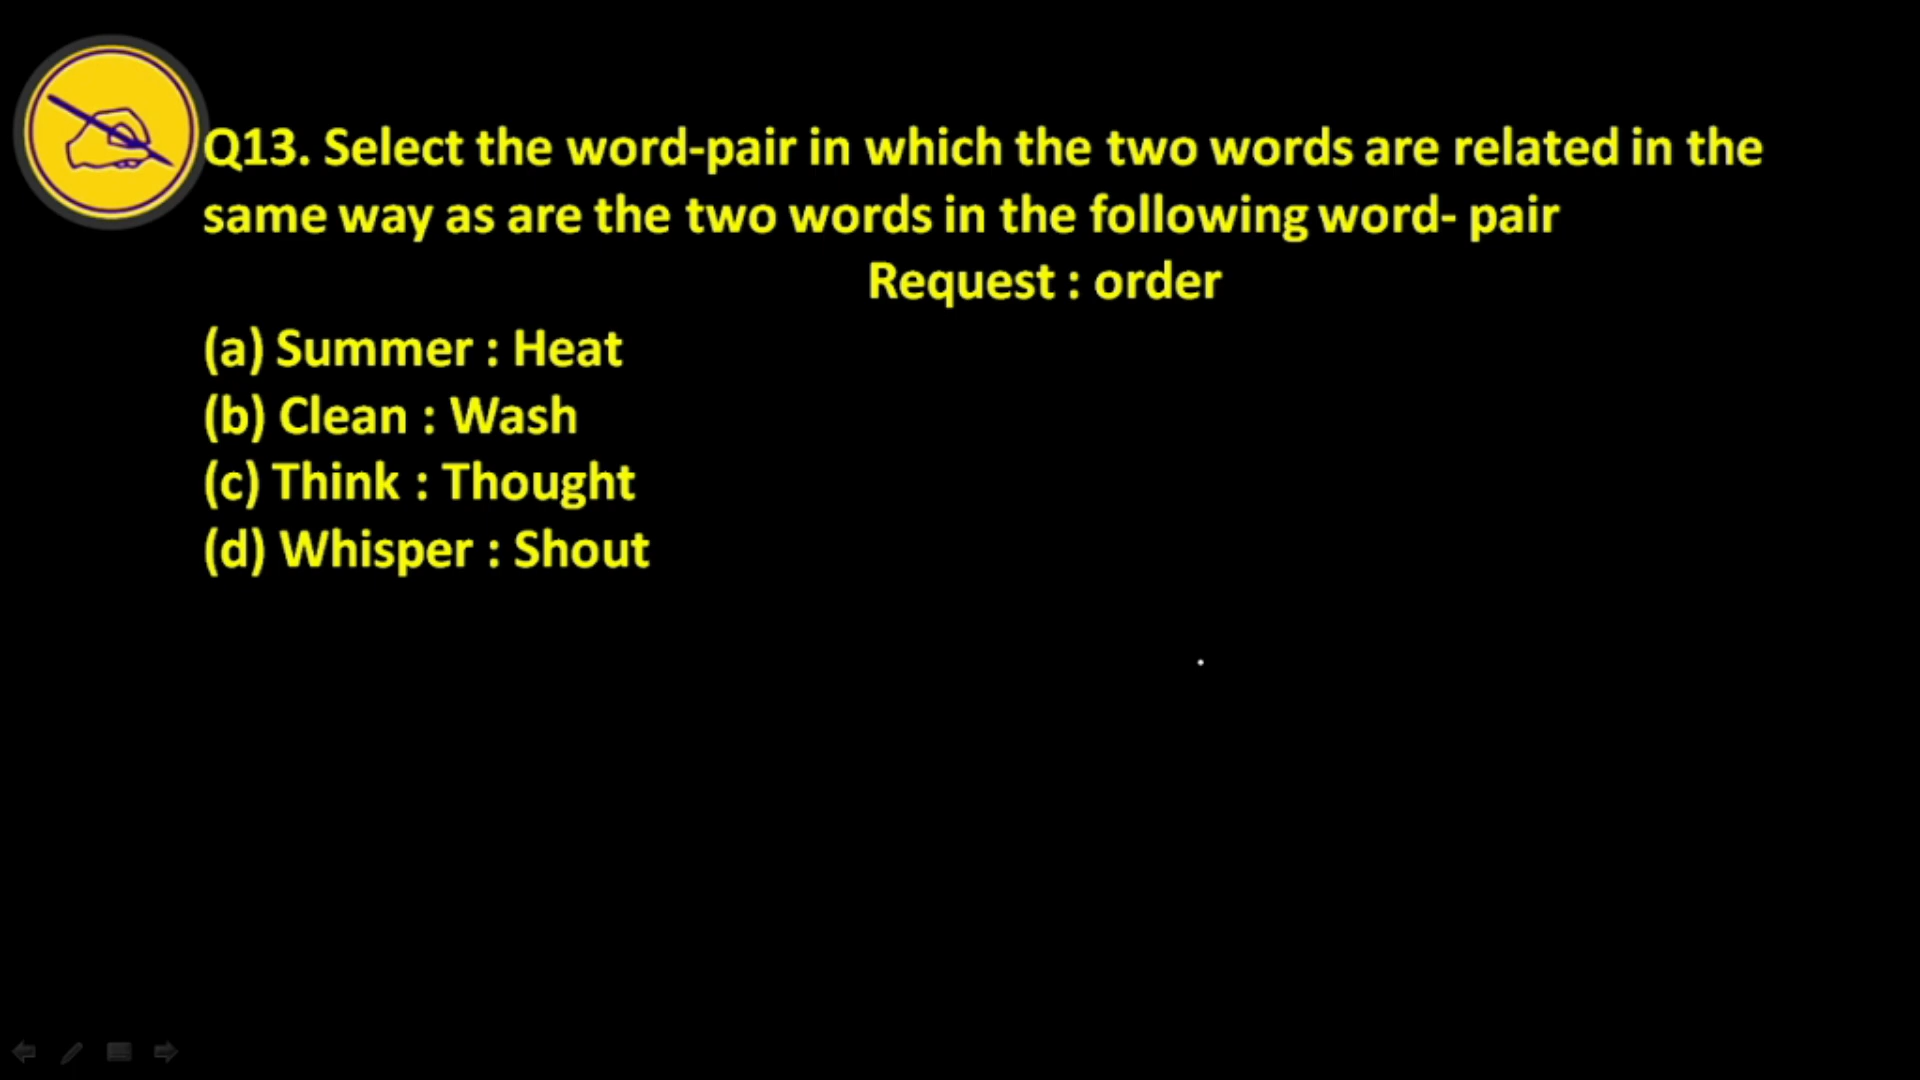 Q13. Select the word-pair in which the two words are related in the
same way as are the two words in the following word- pair
Request : order
(a) Summer : Heat
(b) Clean : Wash
(c) Think : Thought
(d) Whisper : Shout